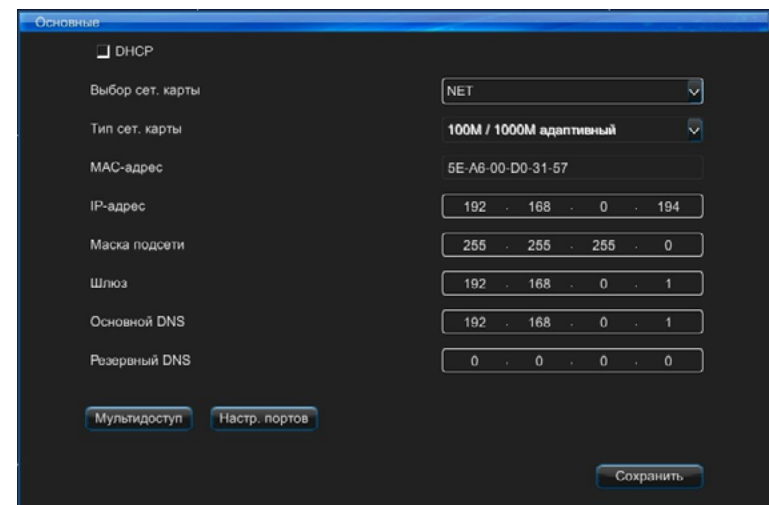 Основные
DHCP
Выбор сет. карты NET
Тип сет. карты 100M / 1000M адаптивный
MAC-адрес 5E-A6-00-D0-31-57
IP-адрес 192 . 168 . 0 . 194
Маска подсети 255 . 255 . 255 . 0
Шлюз 192 . 168 . 0 . 1
Основной DNS 192 . 168 . 0 . 1
Резервный DNS 0 . 0 . 0 . 0
Мультидоступ Настр. портов
Сохранить